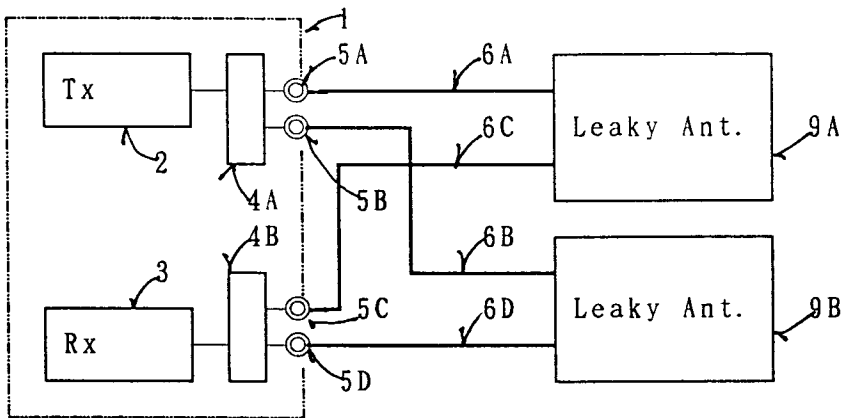 1
5A
6A
Tx
6C
Leaky Ant.
9A
2
4A
5B
4B
6B
3
5C
6D
Leaky Ant.
9B
Rx
5D